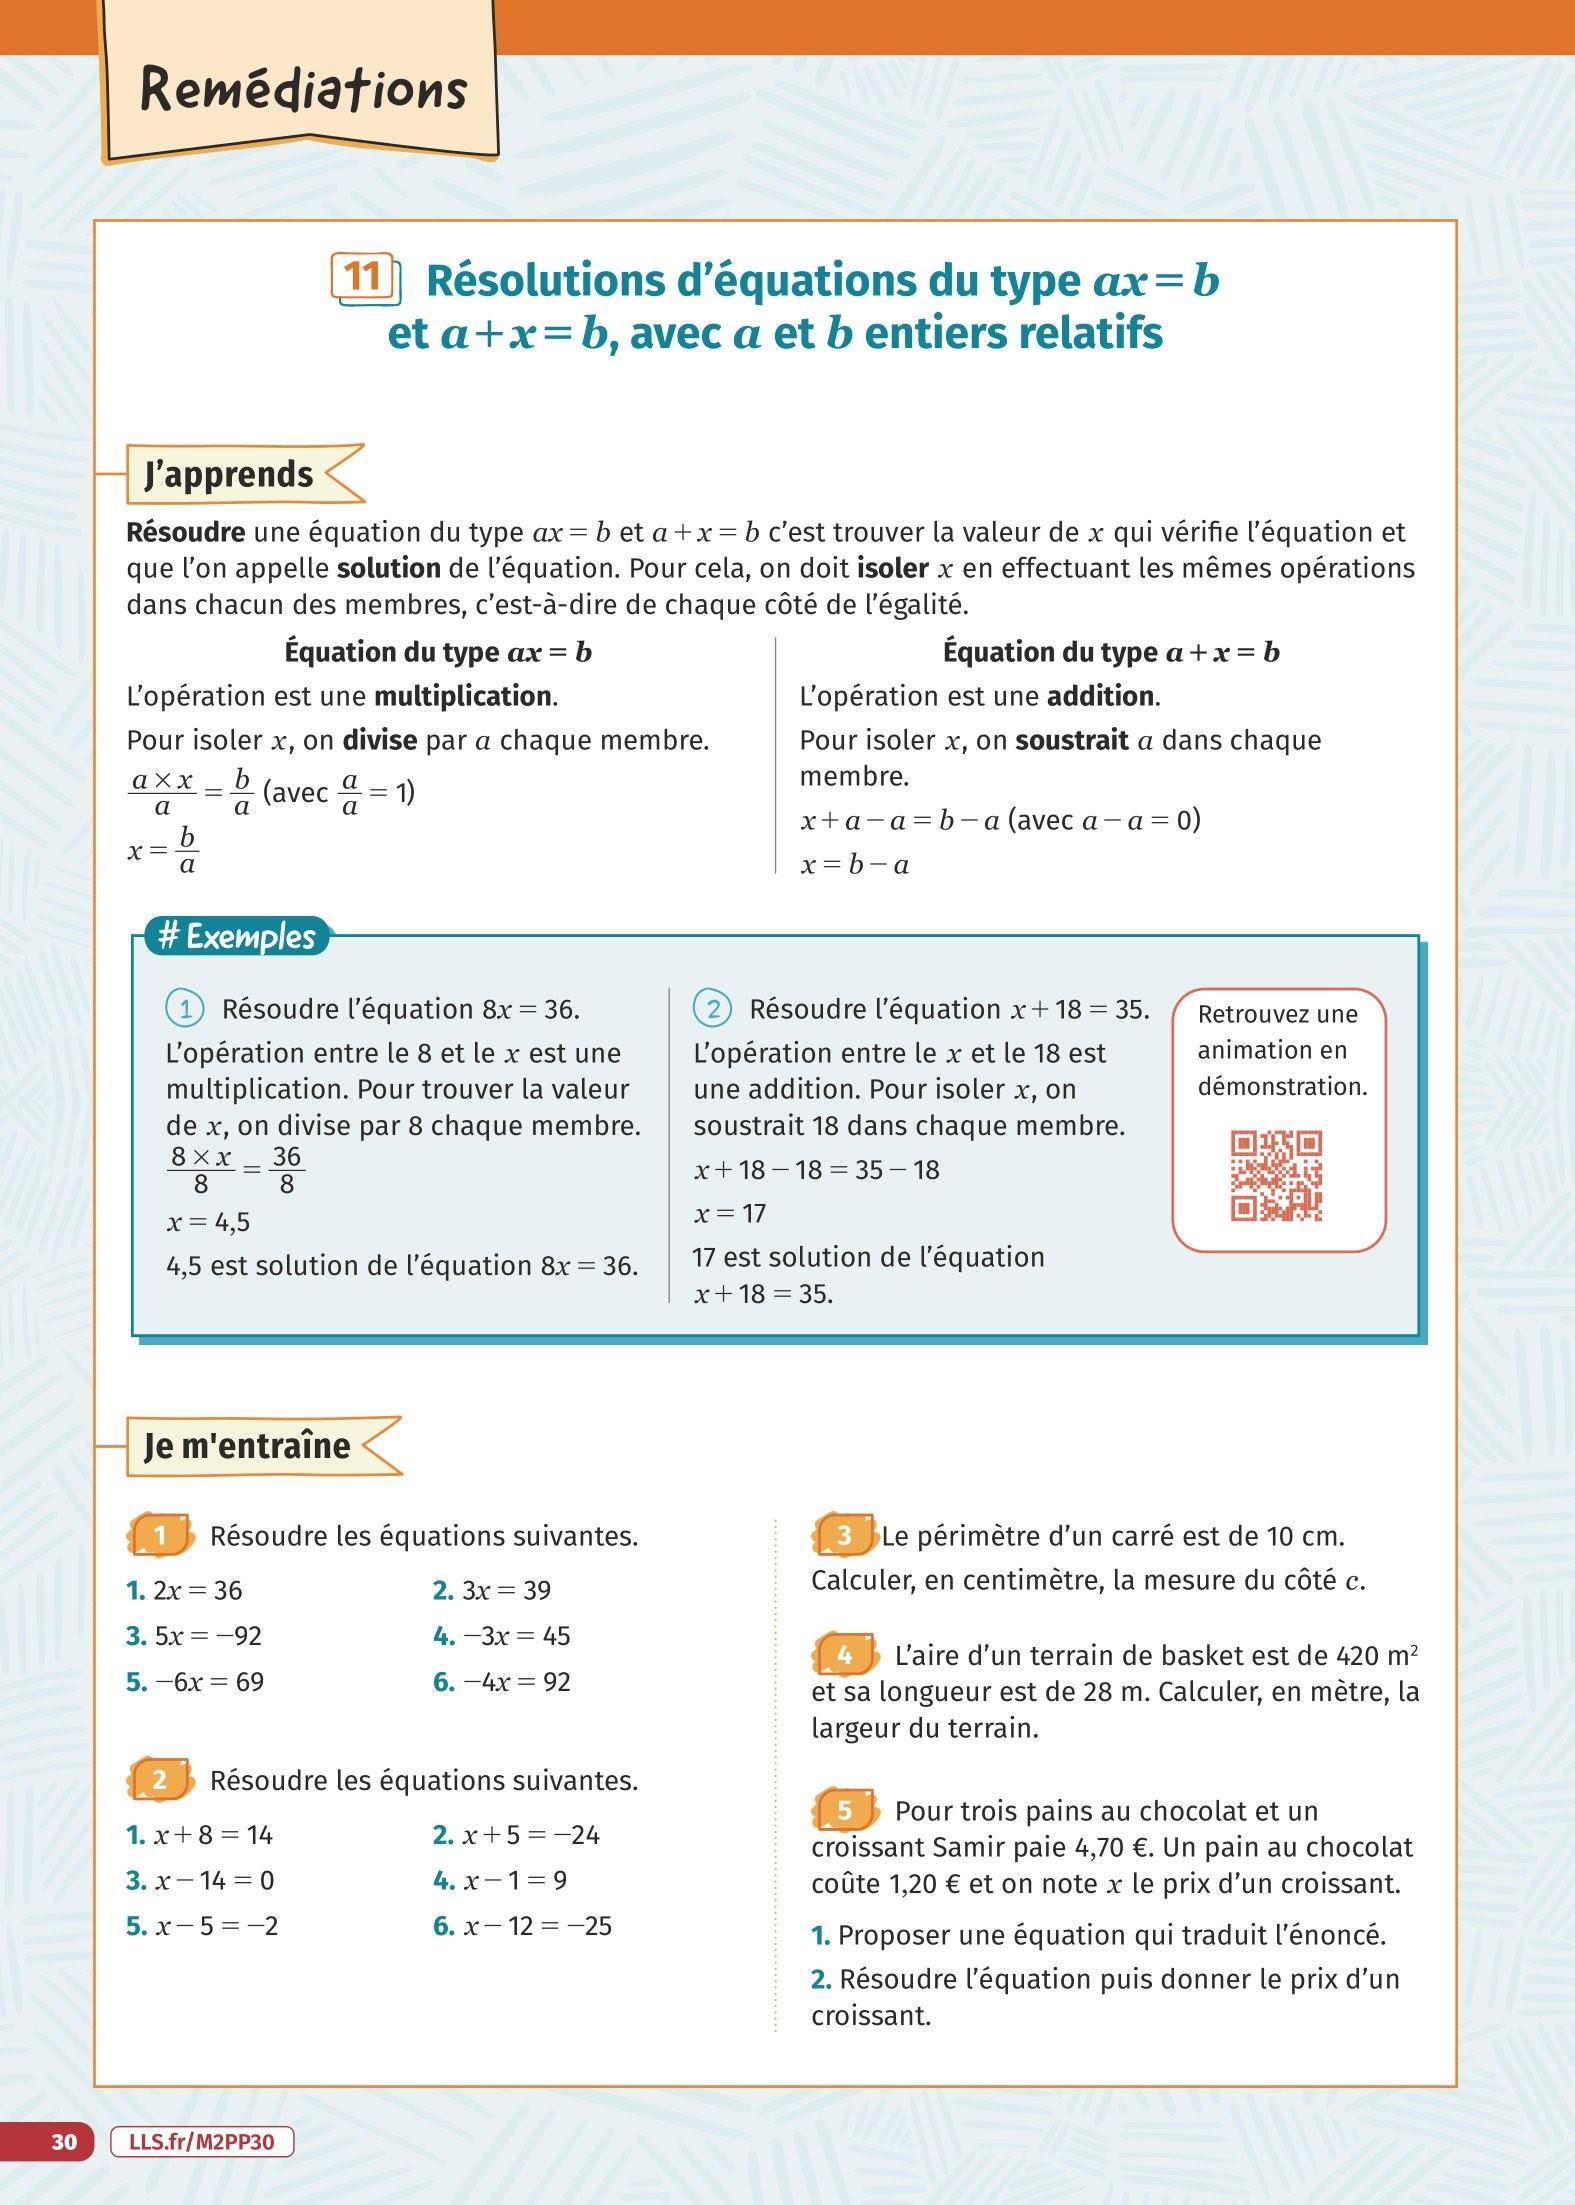 Remédiations
11 Résolutions d’équations du type ax = b
et a + x = b, avec a et b entiers relatifs
J’apprends
Résoudre une équation du type ax = b et a + x = b c’est trouver la valeur de x qui vérifie l’équation et
que l’on appelle solution de l’équation. Pour cela, on doit isoler x en effectuant les mêmes opérations
dans chacun des membres, c’est-à-dire de chaque côté de l’égalité.
Équation du type ax = b
L’opération est une multiplication.
Pour isoler x, on divise par a chaque membre.
a × x / a = b / a (avec a / a = 1)
x = b / a
Équation du type a + x = b
L’opération est une addition.
Pour isoler x, on soustrait a dans chaque
membre.
x + a − a = b − a (avec a − a = 0)
x = b − a
# Exemples
1 Résoudre l’équation 8x = 36.
L’opération entre le 8 et le x est une
multiplication. Pour trouver la valeur
de x, on divise par 8 chaque membre.
8 × x / 8 = 36 / 8
x = 4,5
4,5 est solution de l’équation 8x = 36.
2 Résoudre l’équation x + 18 = 35.
L’opération entre le x et le 18 est
une addition. Pour isoler x, on
soustrait 18 dans chaque membre.
x + 18 − 18 = 35 − 18
x = 17
17 est solution de l’équation
x + 18 = 35.
Retrouvez une
animation en
démonstration.
Je m'entraîne
1 Résoudre les équations suivantes.
1. 2x = 36 2. 3x = 39
3. 5x = −92 4. −3x = 45
5. −6x = 69 6. −4x = 92
2 Résoudre les équations suivantes.
1. x + 8 = 14 2. x + 5 = −24
3. x − 14 = 0 4. x − 1 = 9
5. x − 5 = −2 6. x − 12 = −25
3 Le périmètre d’un carré est de 10 cm.
Calculer, en centimètre, la mesure du côté c.
4 L’aire d’un terrain de basket est de 420 m²
et sa longueur est de 28 m. Calculer, en mètre, la
largeur du terrain.
5 Pour trois pains au chocolat et un
croissant Samir paie 4,70 €. Un pain au chocolat
coûte 1,20 € et on note x le prix d’un croissant.
1. Proposer une équation qui traduit l’énoncé.
2. Résoudre l’équation puis donner le prix d’un
croissant.
30 LLS.fr/M2PP30